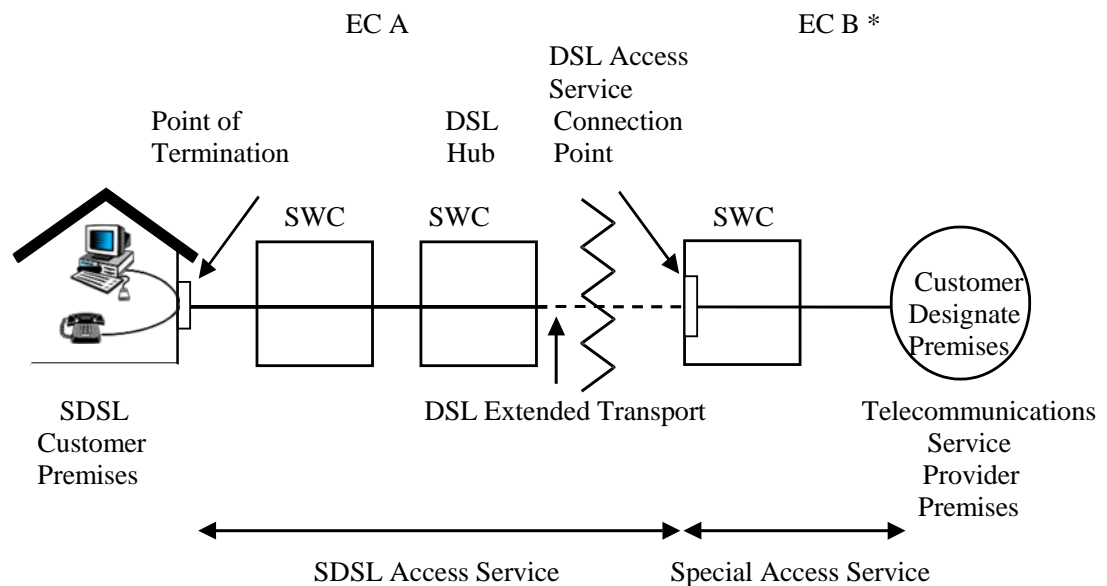 EC A
EC B *
DSL Access
Service
Connection
Point
Point of
Termination
DSL
Hub
SWC
SWC
SWC
Customer
Designate
Premises
DSL Extended Transport
SDSL
Customer
Premises
Telecommunications
Service
Provider
Premises
SDSL Access Service
Special Access Service